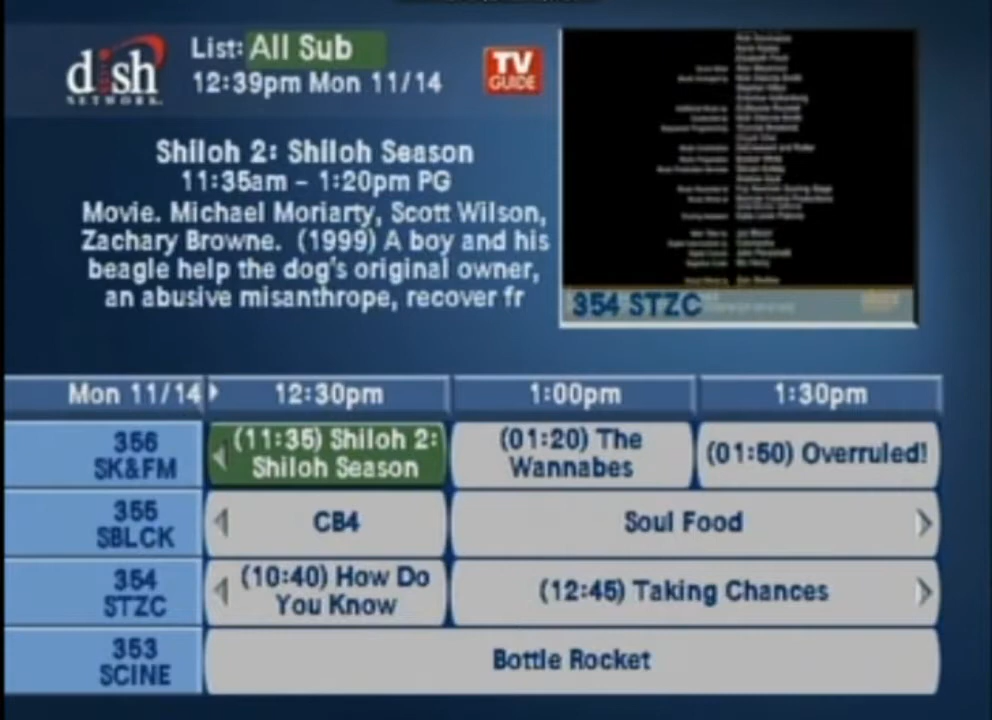 dish
NETWORK
List: All Sub
12:39pm Mon 11/14
TV
GUIDE
Shiloh 2: Shiloh Season
11:35am - 1:20pm PG
Movie. Michael Moriarty, Scott Wilson,
Zachary Browne. (1999) A boy and his
beagle help the dog's original owner,
an abusive misanthrope, recover fr
354 STZC
Mon 11/14 12:30pm 1:00pm 1:30pm
356
SK&FM
(11:35) Shiloh 2:
Shiloh Season
(01:20) The
Wannabes
(01:50) Overruled!
355
SBLCK
CB4
Soul Food
354
STZC
(10:40) How Do
You Know
(12:45) Taking Chances
353
SCINE
Bottle Rocket